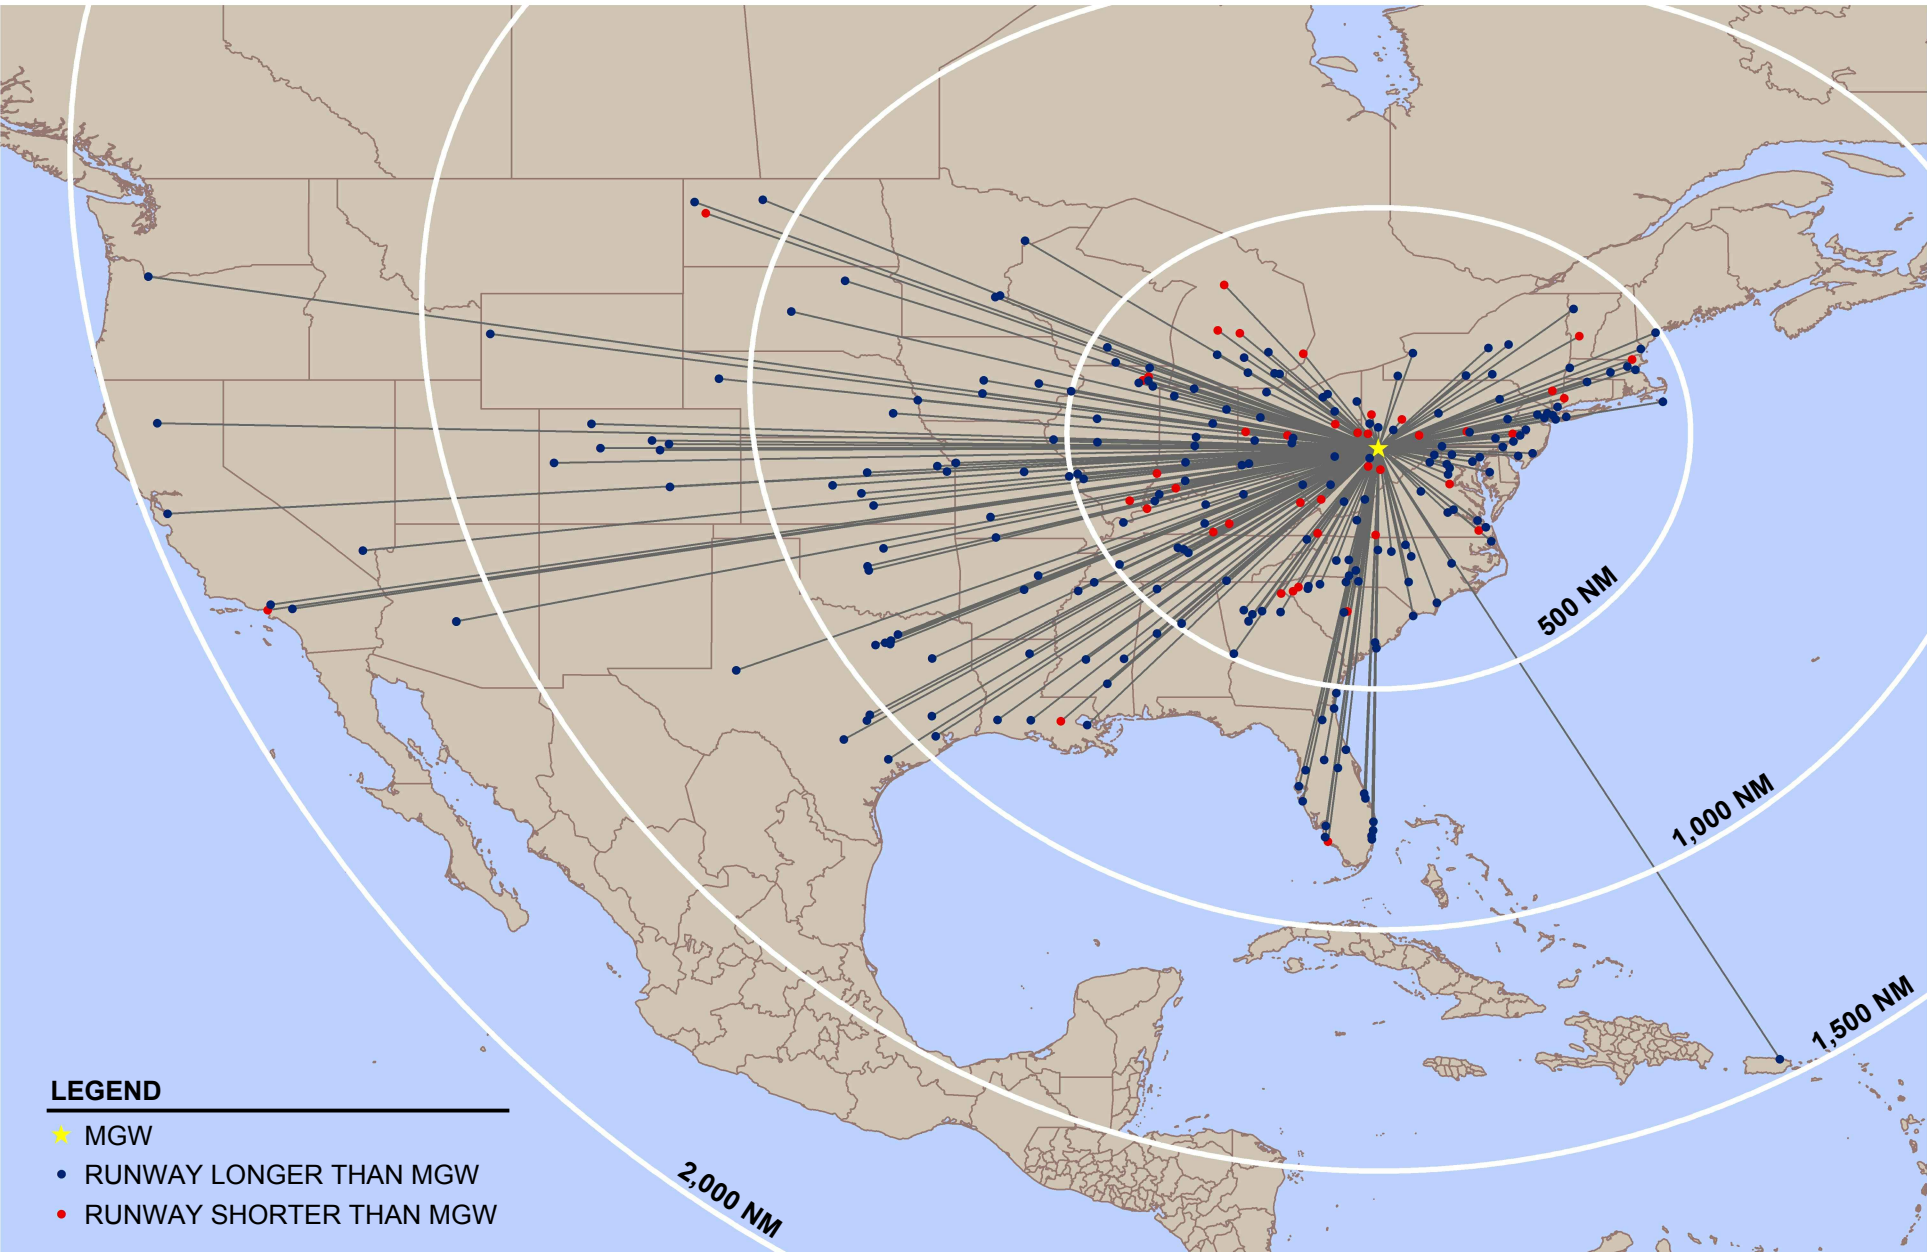 500 NM
1,000 NM
1,500 NM
2,000 NM
LEGEND
MGW
RUNWAY LONGER THAN MGW
RUNWAY SHORTER THAN MGW